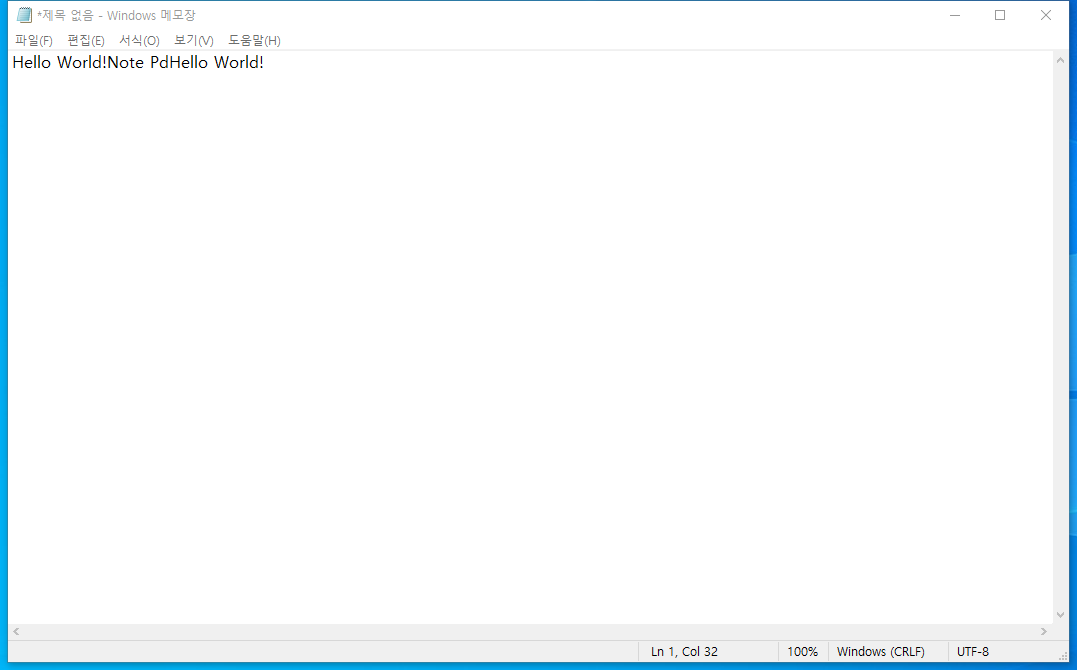 *제목 없음 - Windows 메모장
파일(F) 편집(E) 서식(O) 보기(V) 도움말(H)
Hello World!Note PdHello World!
Ln 1, Col 32 100% Windows (CRLF) UTF-8